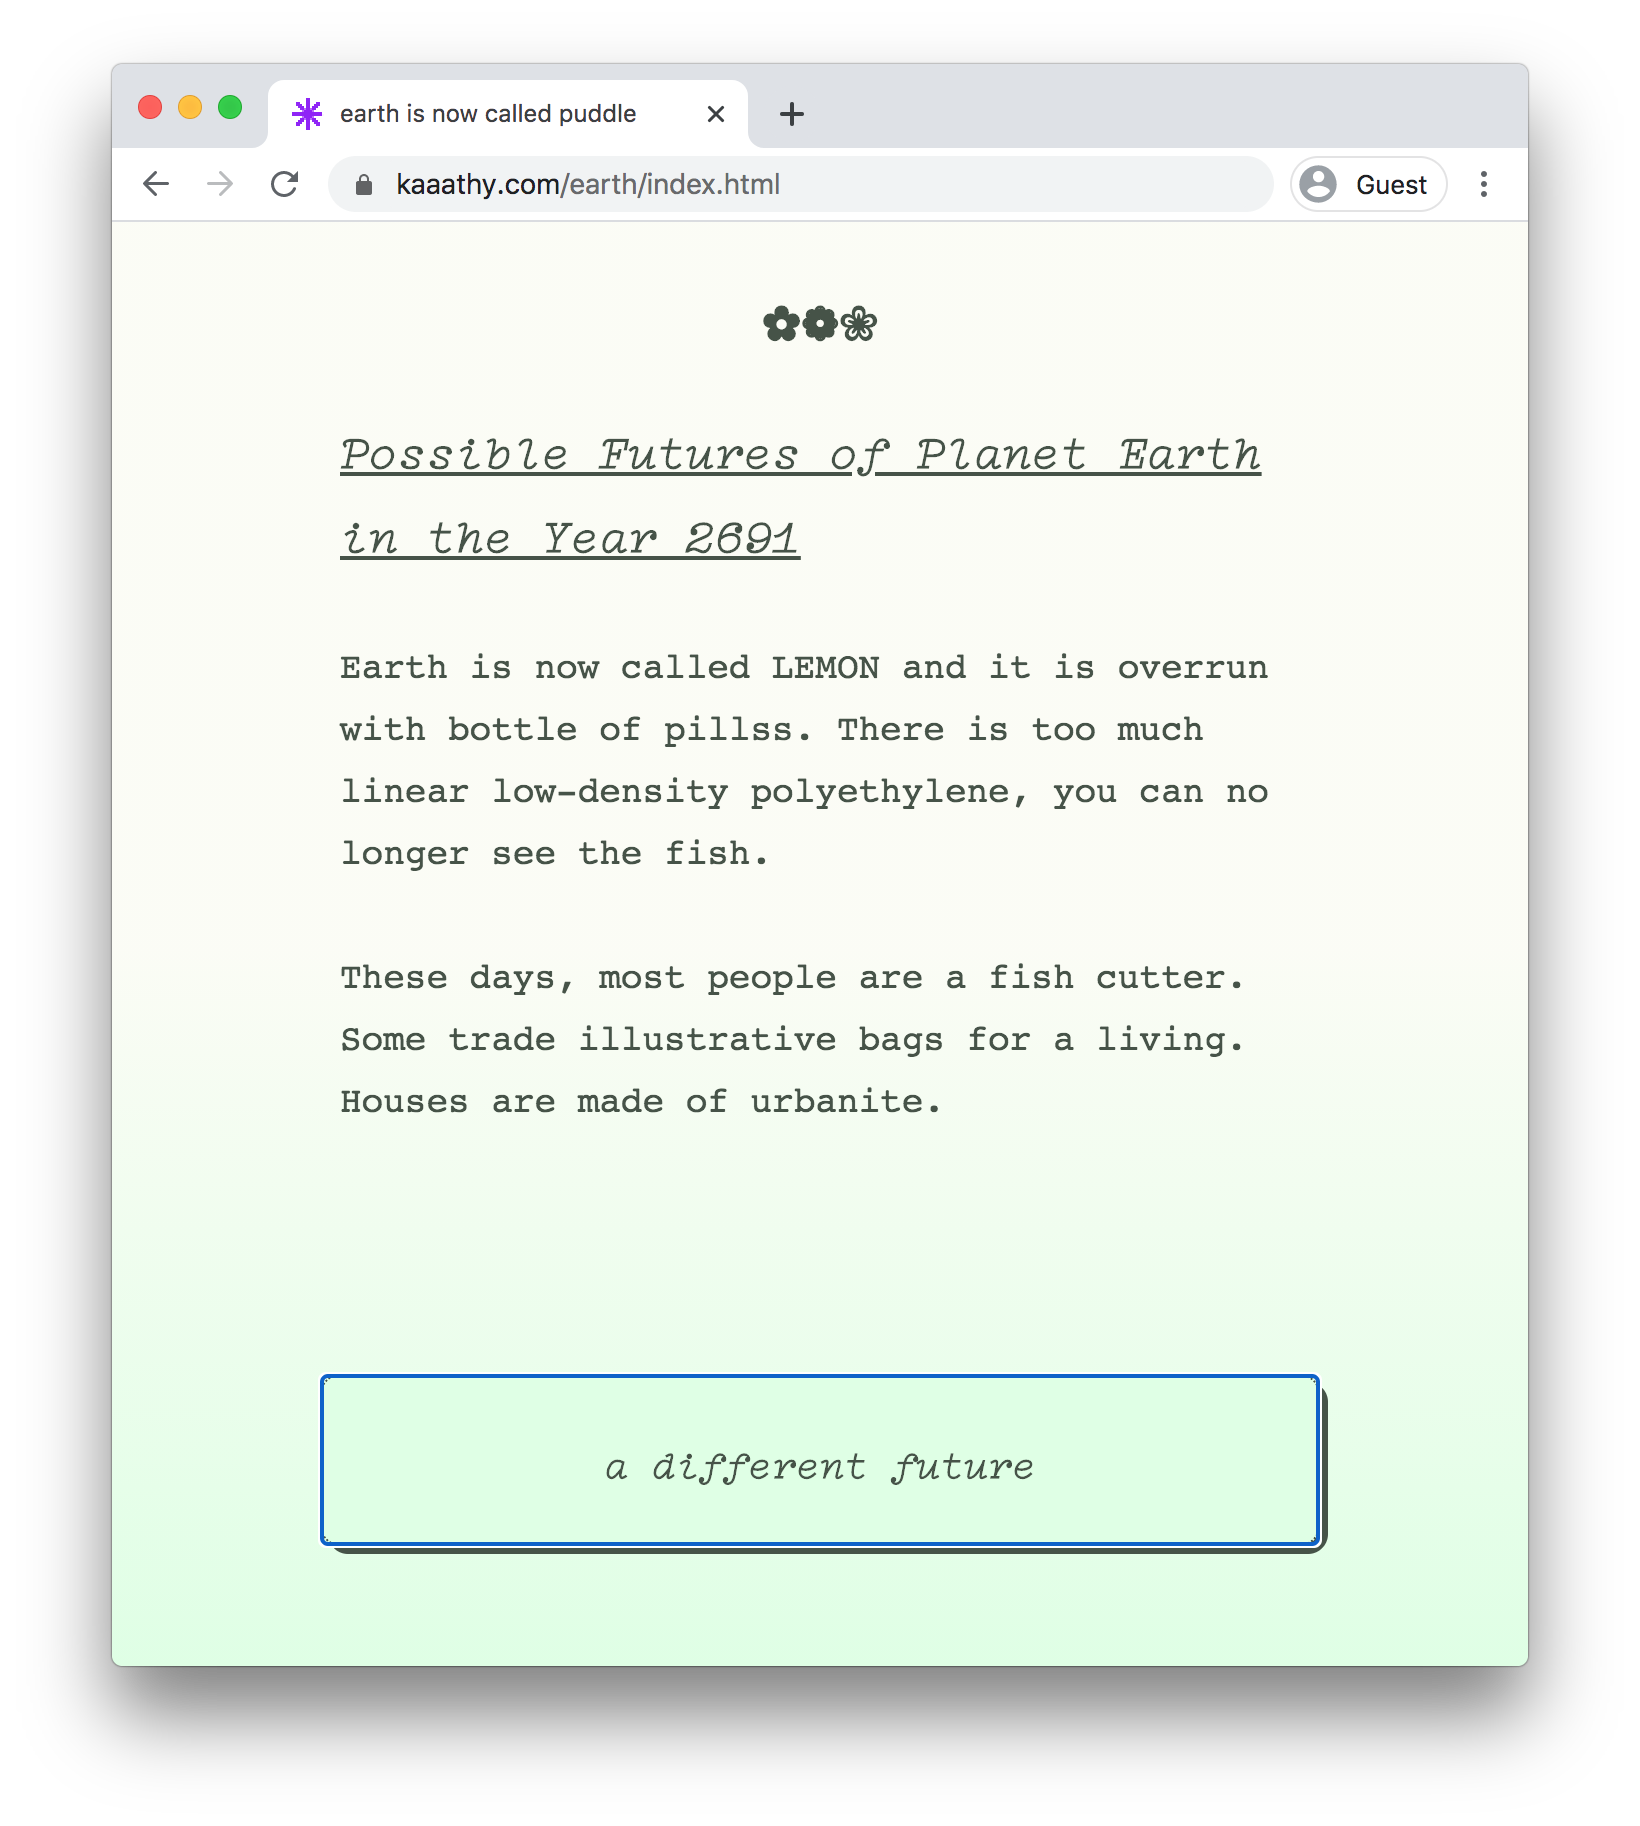 earth is now called puddle
kaaathy.com/earth/index.html
Guest
✿❁❀
Possible Futures of Planet Earth
in the Year 2691
Earth is now called LEMON and it is overrun
with bottle of pillss. There is too much
linear low-density polyethylene, you can no
longer see the fish.
These days, most people are a fish cutter.
Some trade illustrative bags for a living.
Houses are made of urbanite.
a different future